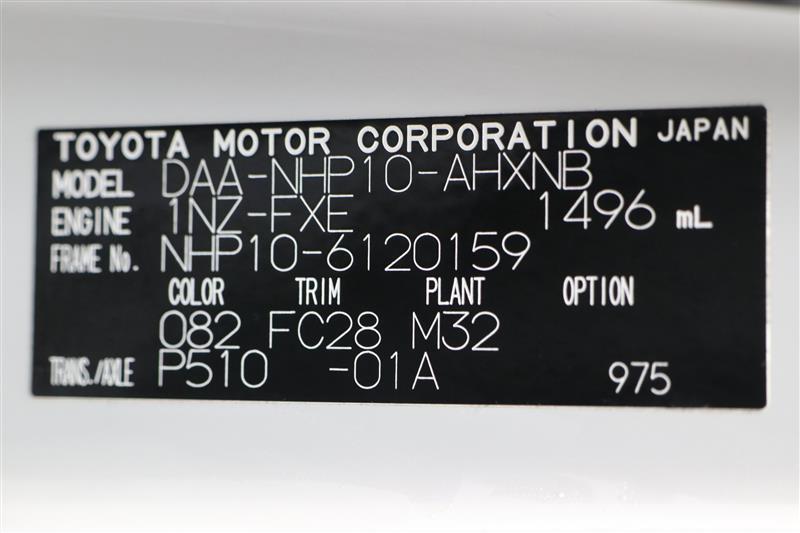 TOYOTA MOTOR CORPORATION JAPAN
MODEL DAA-NHP10-AHXNB
ENGINE 1NZ-FXE 1496 mL
FRAME No. NHP10-6120159
COLOR TRIM PLANT OPTION
082 FC28 M32
TRANS./AXLE P510 -01A 975